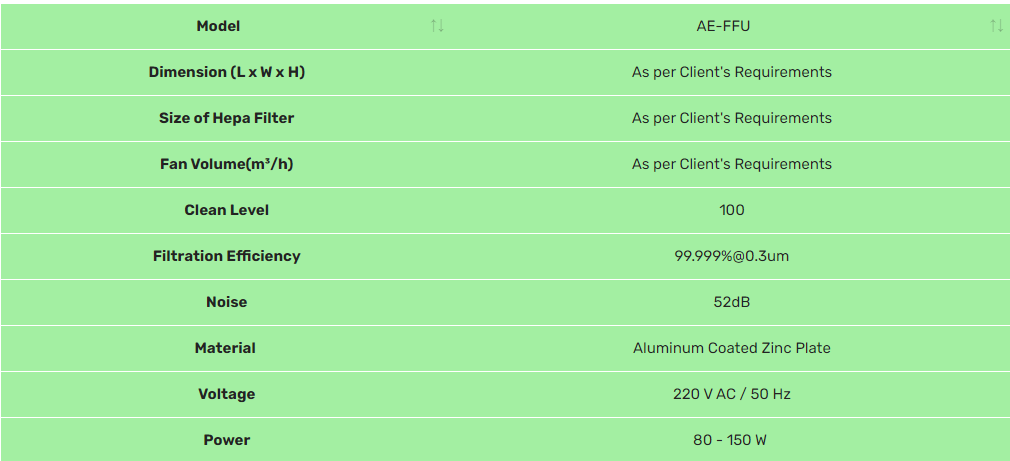 Model AE-FFU
Dimension (L x W x H) As per Client's Requirements
Size of Hepa Filter As per Client's Requirements
Fan Volume(m³/h) As per Client's Requirements
Clean Level 100
Filtration Efficiency 99.999%@0.3um
Noise 52dB
Material Aluminum Coated Zinc Plate
Voltage 220 V AC / 50 Hz
Power 80 - 150 W